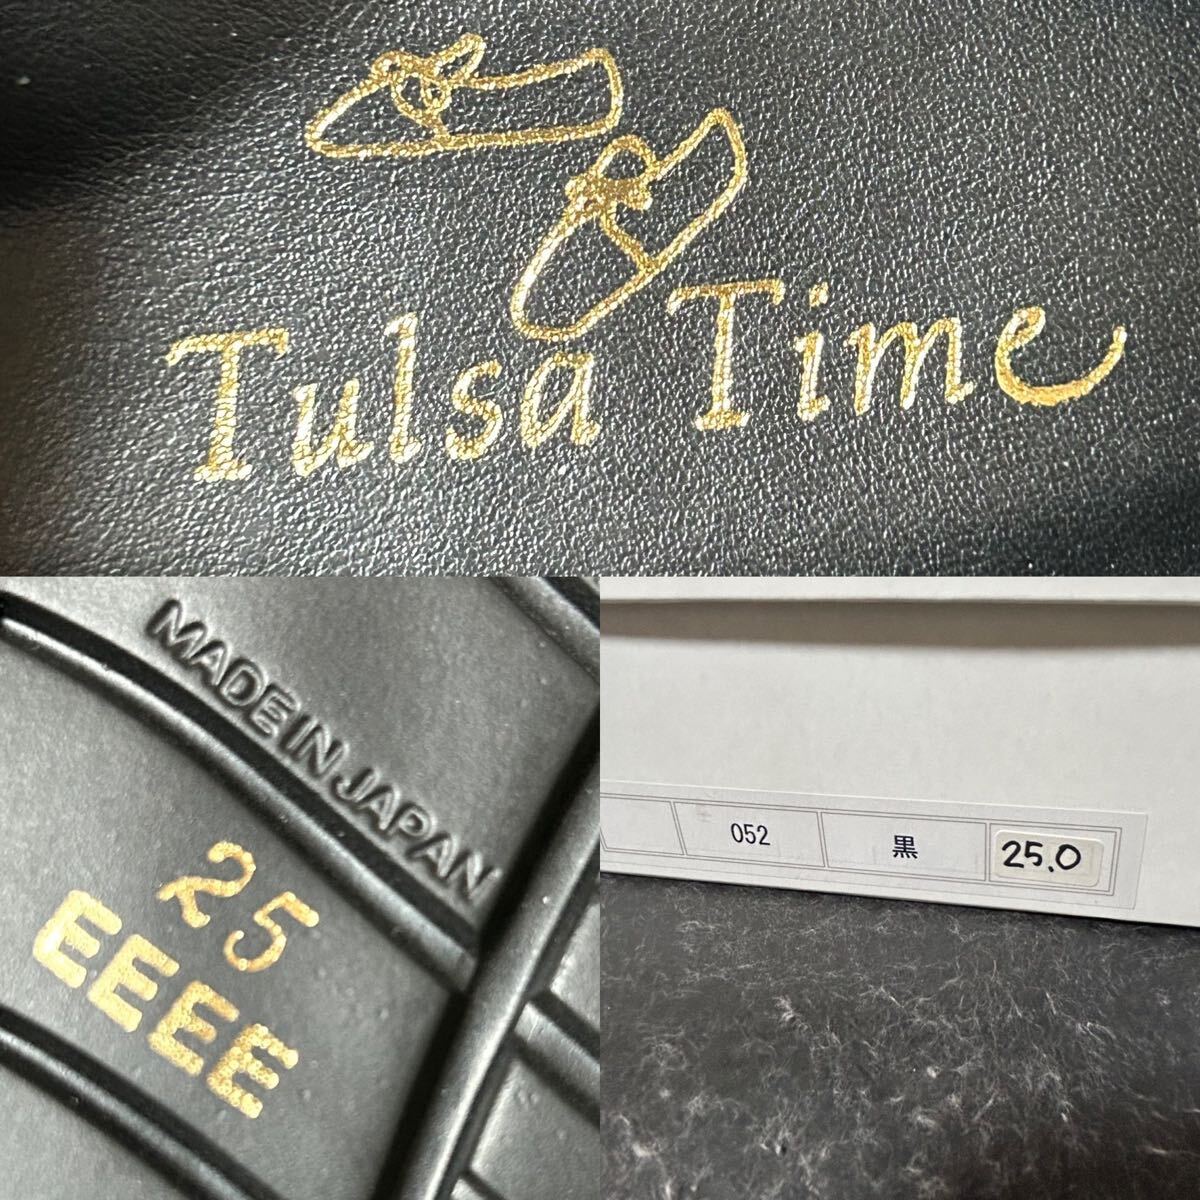 Tulsa Time
MADE IN JAPAN
25
EEEE
052 黒 25.0